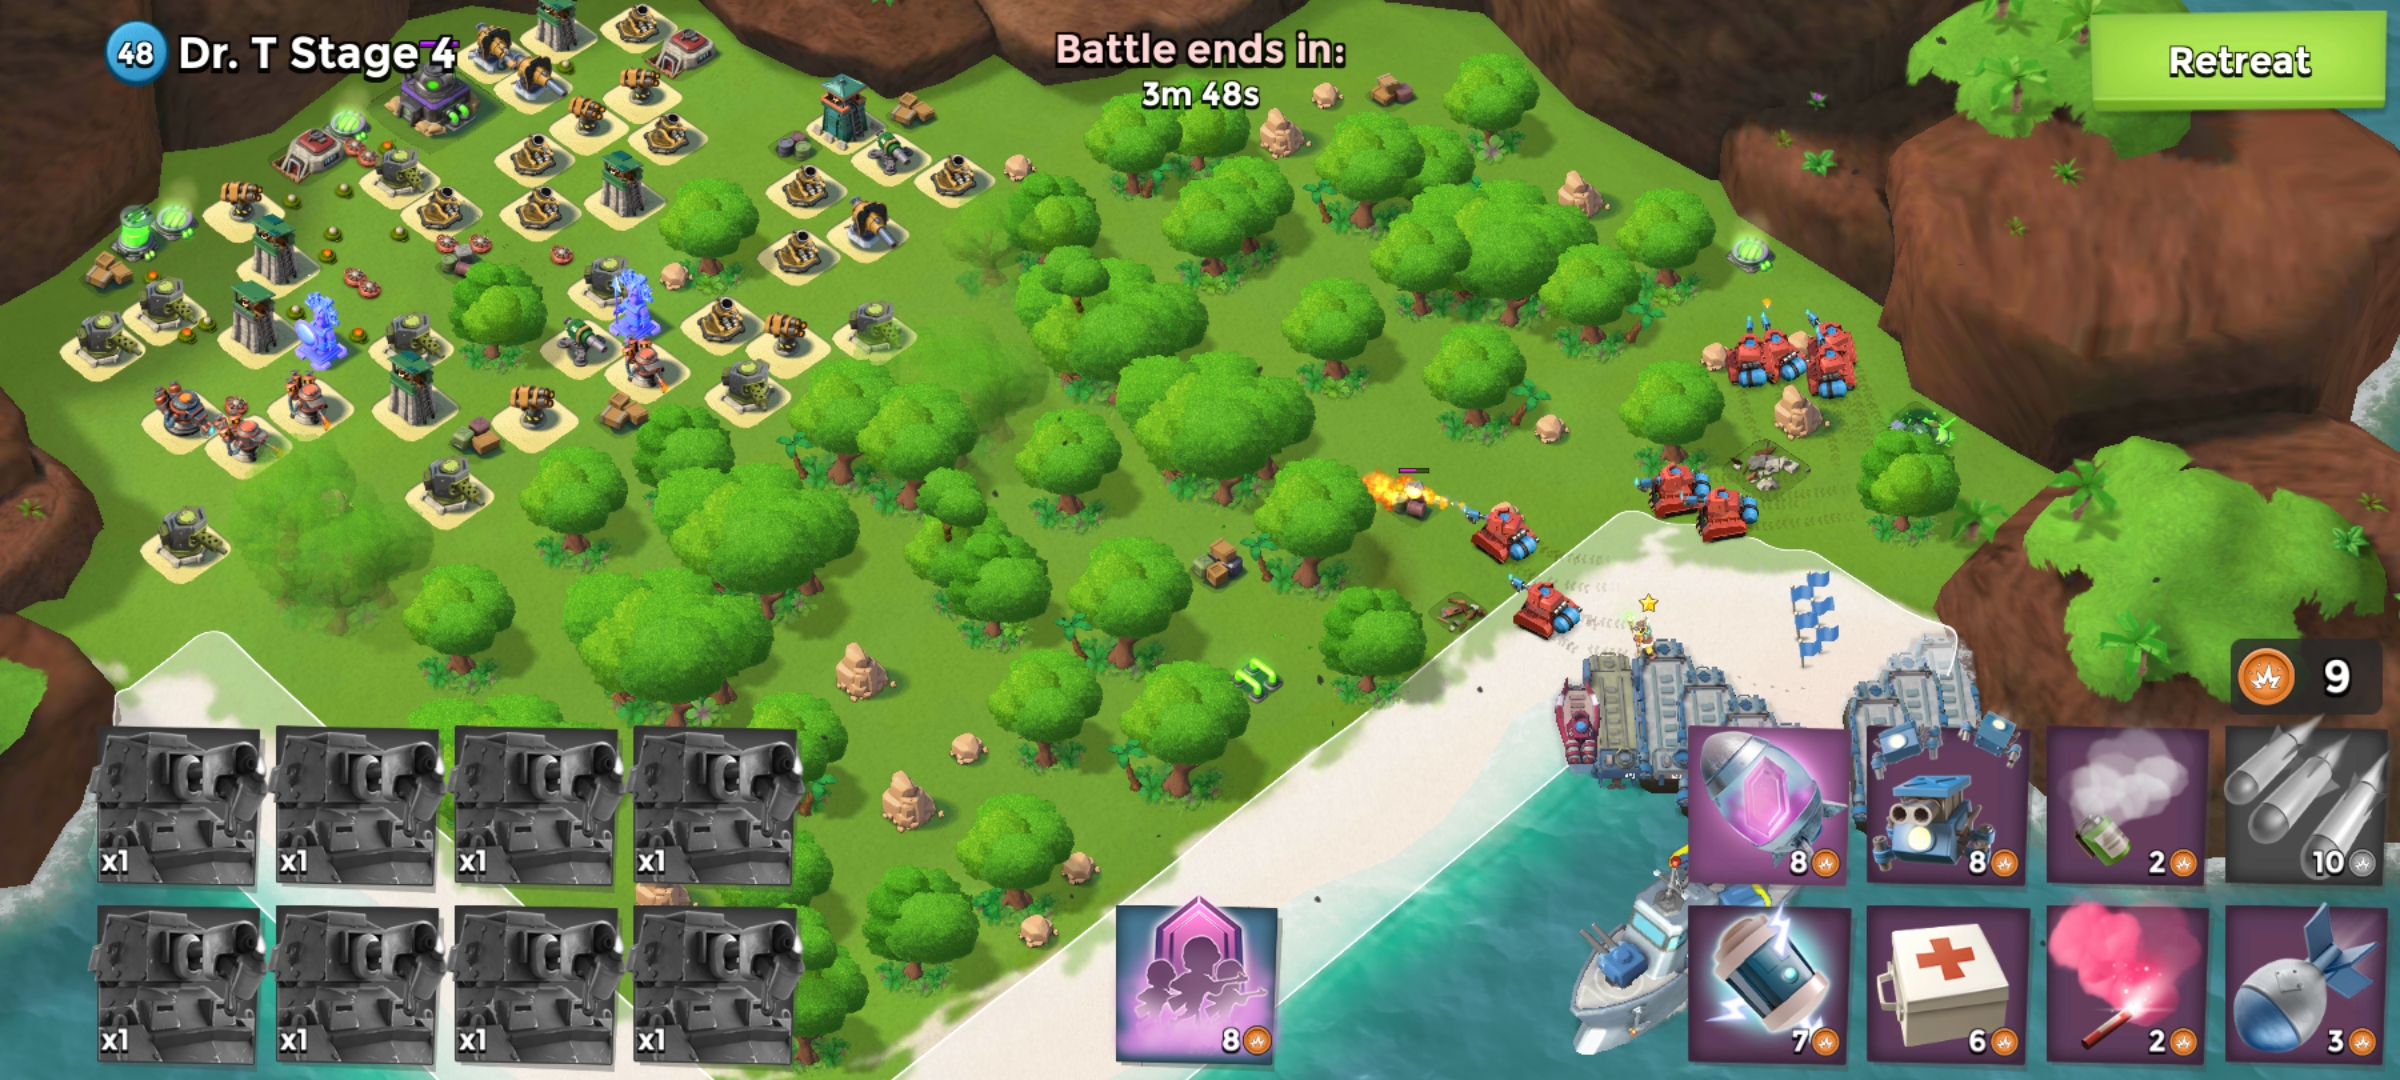 48 Dr. T Stage 4
Battle ends in:
3m 48s
Retreat
9
x1 x1 x1 x1
8 8 2 10
x1 x1 x1 x1
8
7 6 2 3